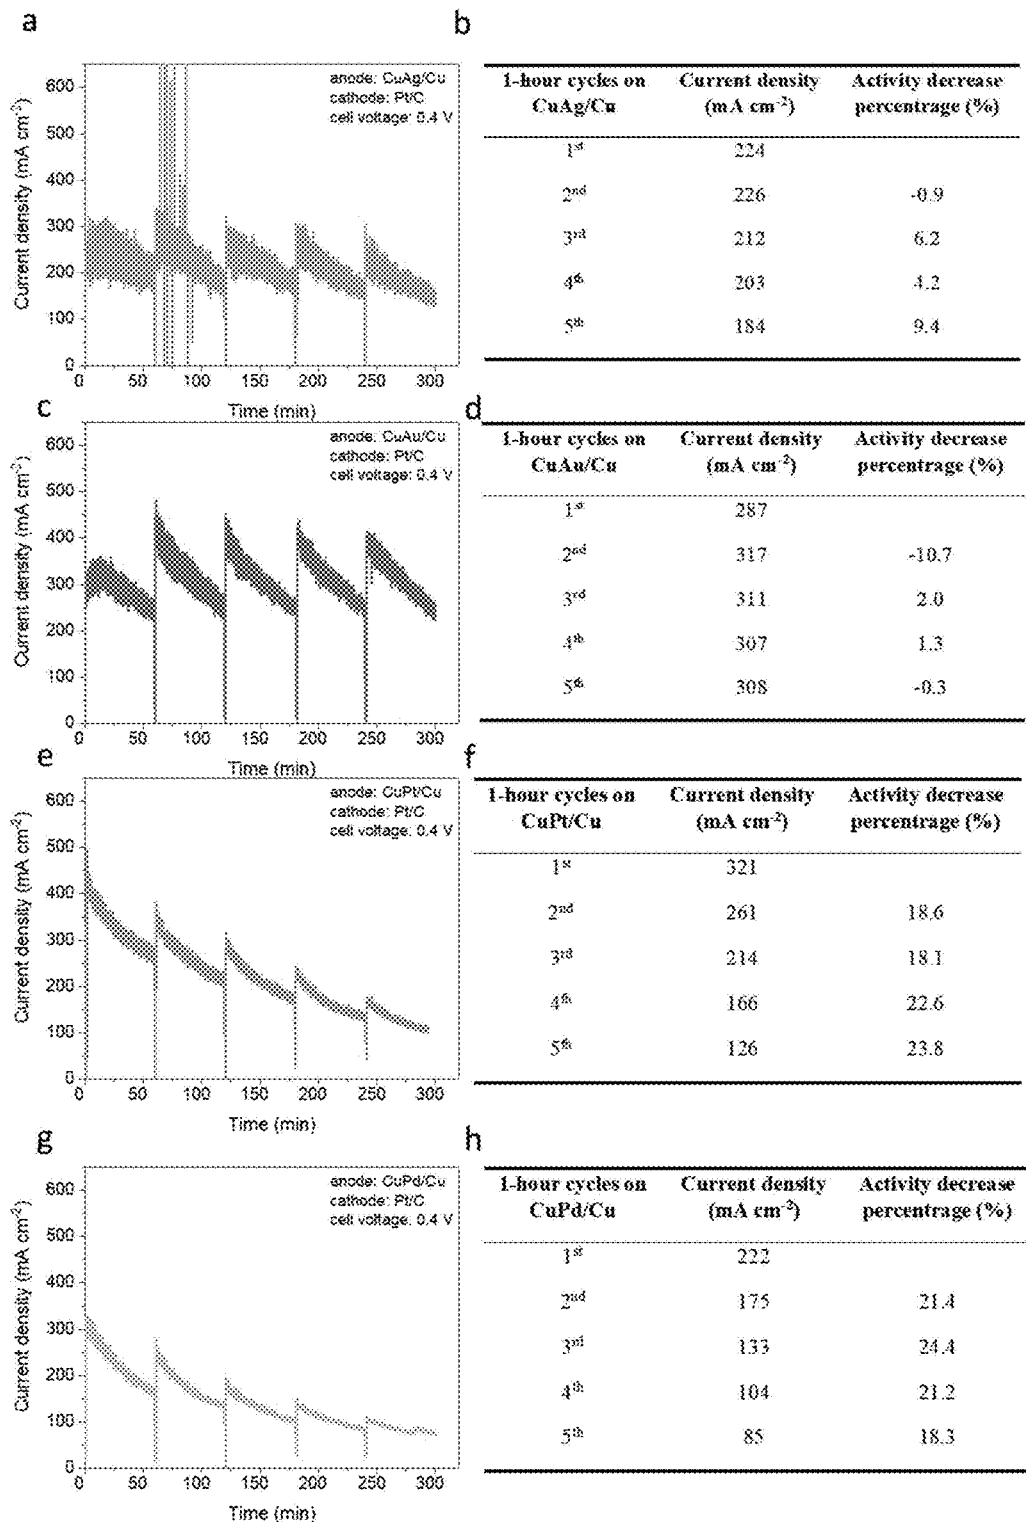 a
650
600
500
400
300
200
100
0
0 50 100 150 200 250 300
Current density (mA cm-2)
Time (min)
anode: CuAg/Cu
cathode: Pt/C
cell voltage: 0.4 V
b
1-hour cycles on Current density Activity decrease
CuAg/Cu (mA cm-2) percentrage (%)
1st 224
2nd 226 -0.9
3rd 212 6.2
4th 203 4.2
5th 184 9.4
c
600
500
400
300
200
100
0
0 50 100 150 200 250 300
Current density (mA cm-2)
Time (min)
anode: CuAu/Cu
cathode: Pt/C
cell voltage: 0.4 V
d
1-hour cycles on Current density Activity decrease
CuAu/Cu (mA cm-2) percentrage (%)
1st 287
2nd 317 -10.7
3rd 311 2.0
4th 307 1.3
5th 308 -0.3
e
600
500
400
300
200
100
0
0 50 100 150 200 250 300
Current density (mA cm-2)
Time (min)
anode: CuPt/Cu
cathode: Pt/C
cell voltage: 0.4 V
f
1-hour cycles on Current density Activity decrease
CuPt/Cu (mA cm-2) percentrage (%)
1st 321
2nd 261 18.6
3rd 214 18.1
4th 166 22.6
5th 126 23.8
g
600
500
400
300
200
100
0
0 50 100 150 200 250 300
Current density (mA cm-2)
Time (min)
anode: CuPd/Cu
cathode: Pt/C
cell voltage: 0.4 V
h
1-hour cycles on Current density Activity decrease
CuPd/Cu (mA cm-2) percentrage (%)
1st 222
2nd 175 21.4
3rd 133 24.4
4th 104 21.2
5th 85 18.3